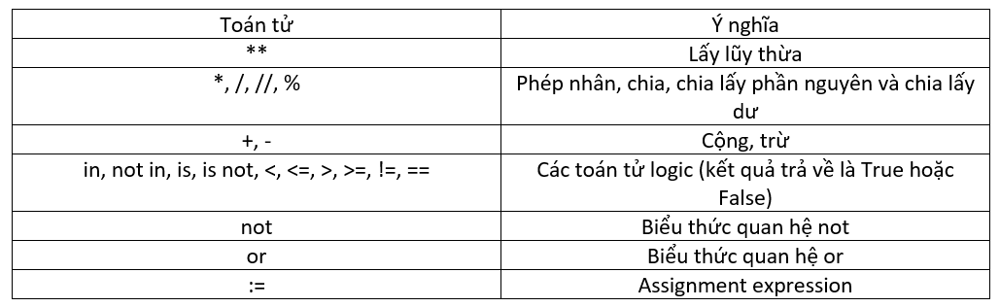 Toán tử Ý nghĩa
** Lấy lũy thừa
*, /, //, % Phép nhân, chia, chia lấy phần nguyên và chia lấy
dư
+, - Cộng, trừ
in, not in, is, is not, <, <=, >, >=, !=, == Các toán tử logic (kết quả trả về là True hoặc
False)
not Biểu thức quan hệ not
or Biểu thức quan hệ or
:= Assignment expression